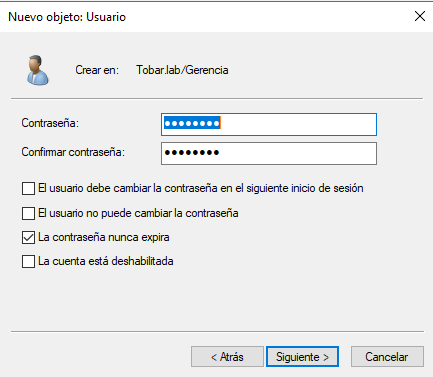 Nuevo objeto: Usuario
Crear en: Tobar.lab/Gerencia
Contraseña: ●●●●●●●●
Confirmar contraseña: ●●●●●●●●
El usuario debe cambiar la contraseña en el siguiente inicio de sesión
El usuario no puede cambiar la contraseña
La contraseña nunca expira
La cuenta está deshabilitada
< Atrás Siguiente > Cancelar